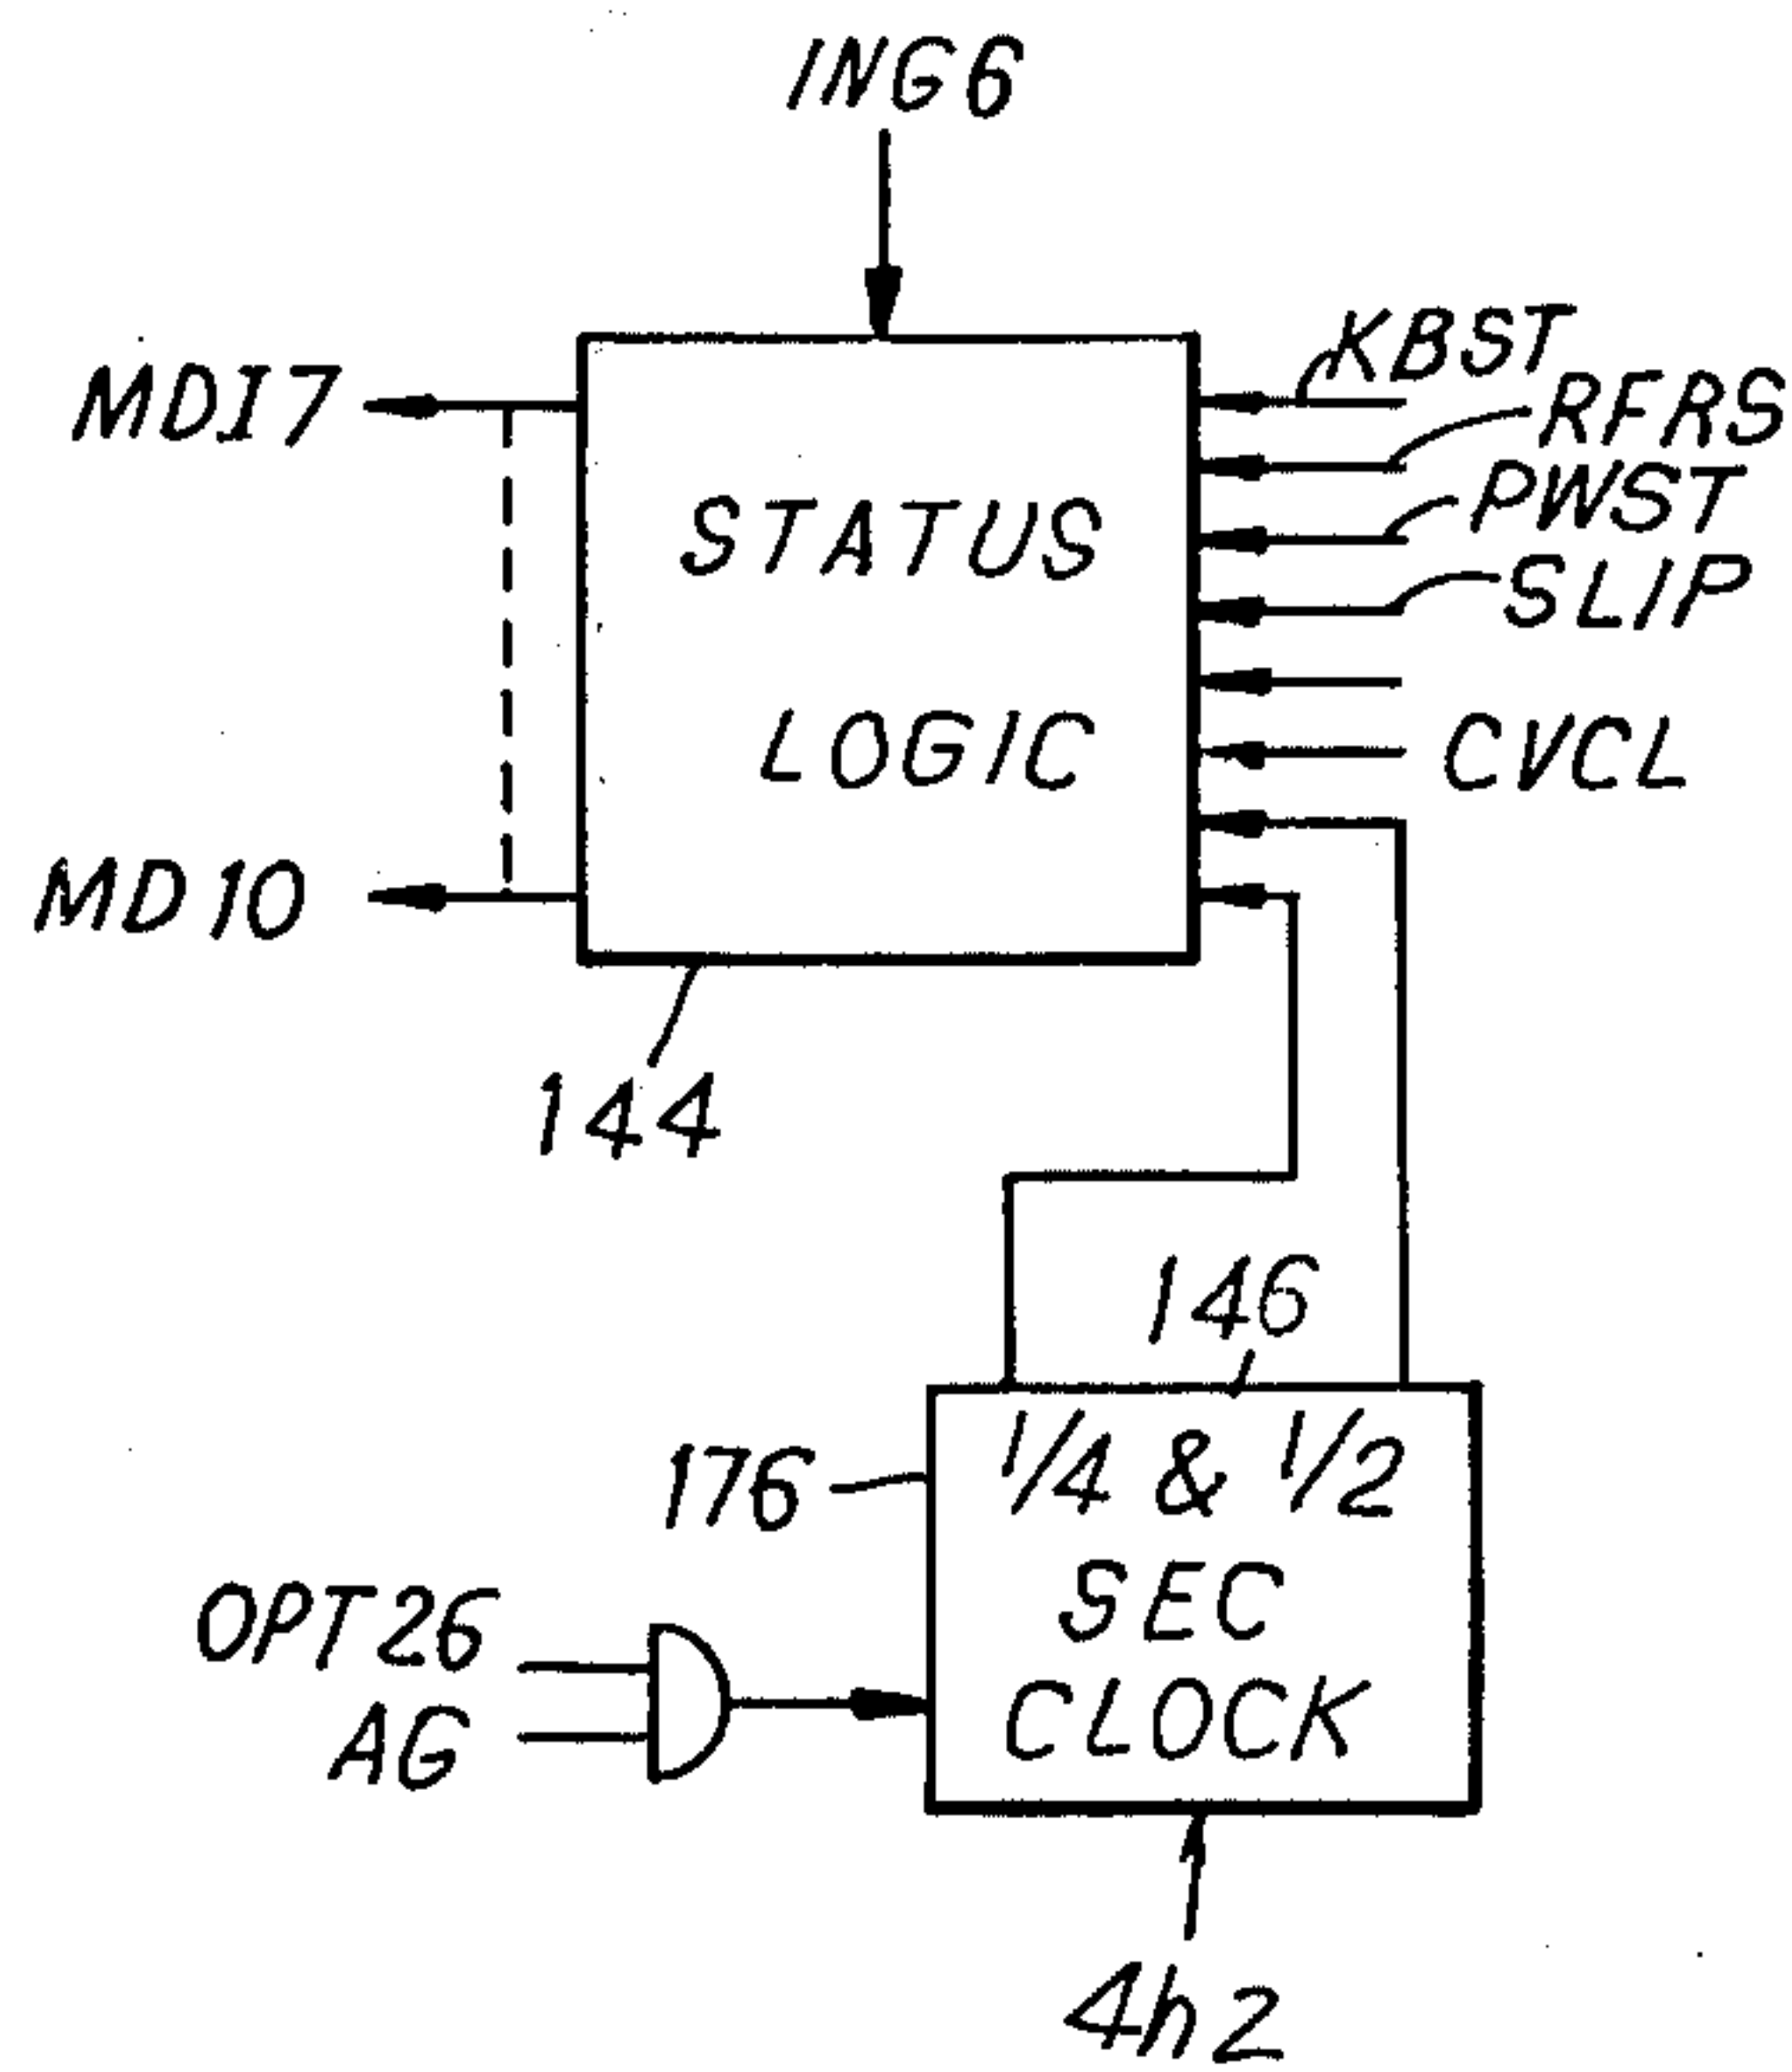 ING6
MDI7
KBST
RFRS
PWST
SLIP
CVCL
STATUS
LOGIC
MD10
144
146
176
1/4 & 1/2
SEC
CLOCK
OPT26
AG
4h2